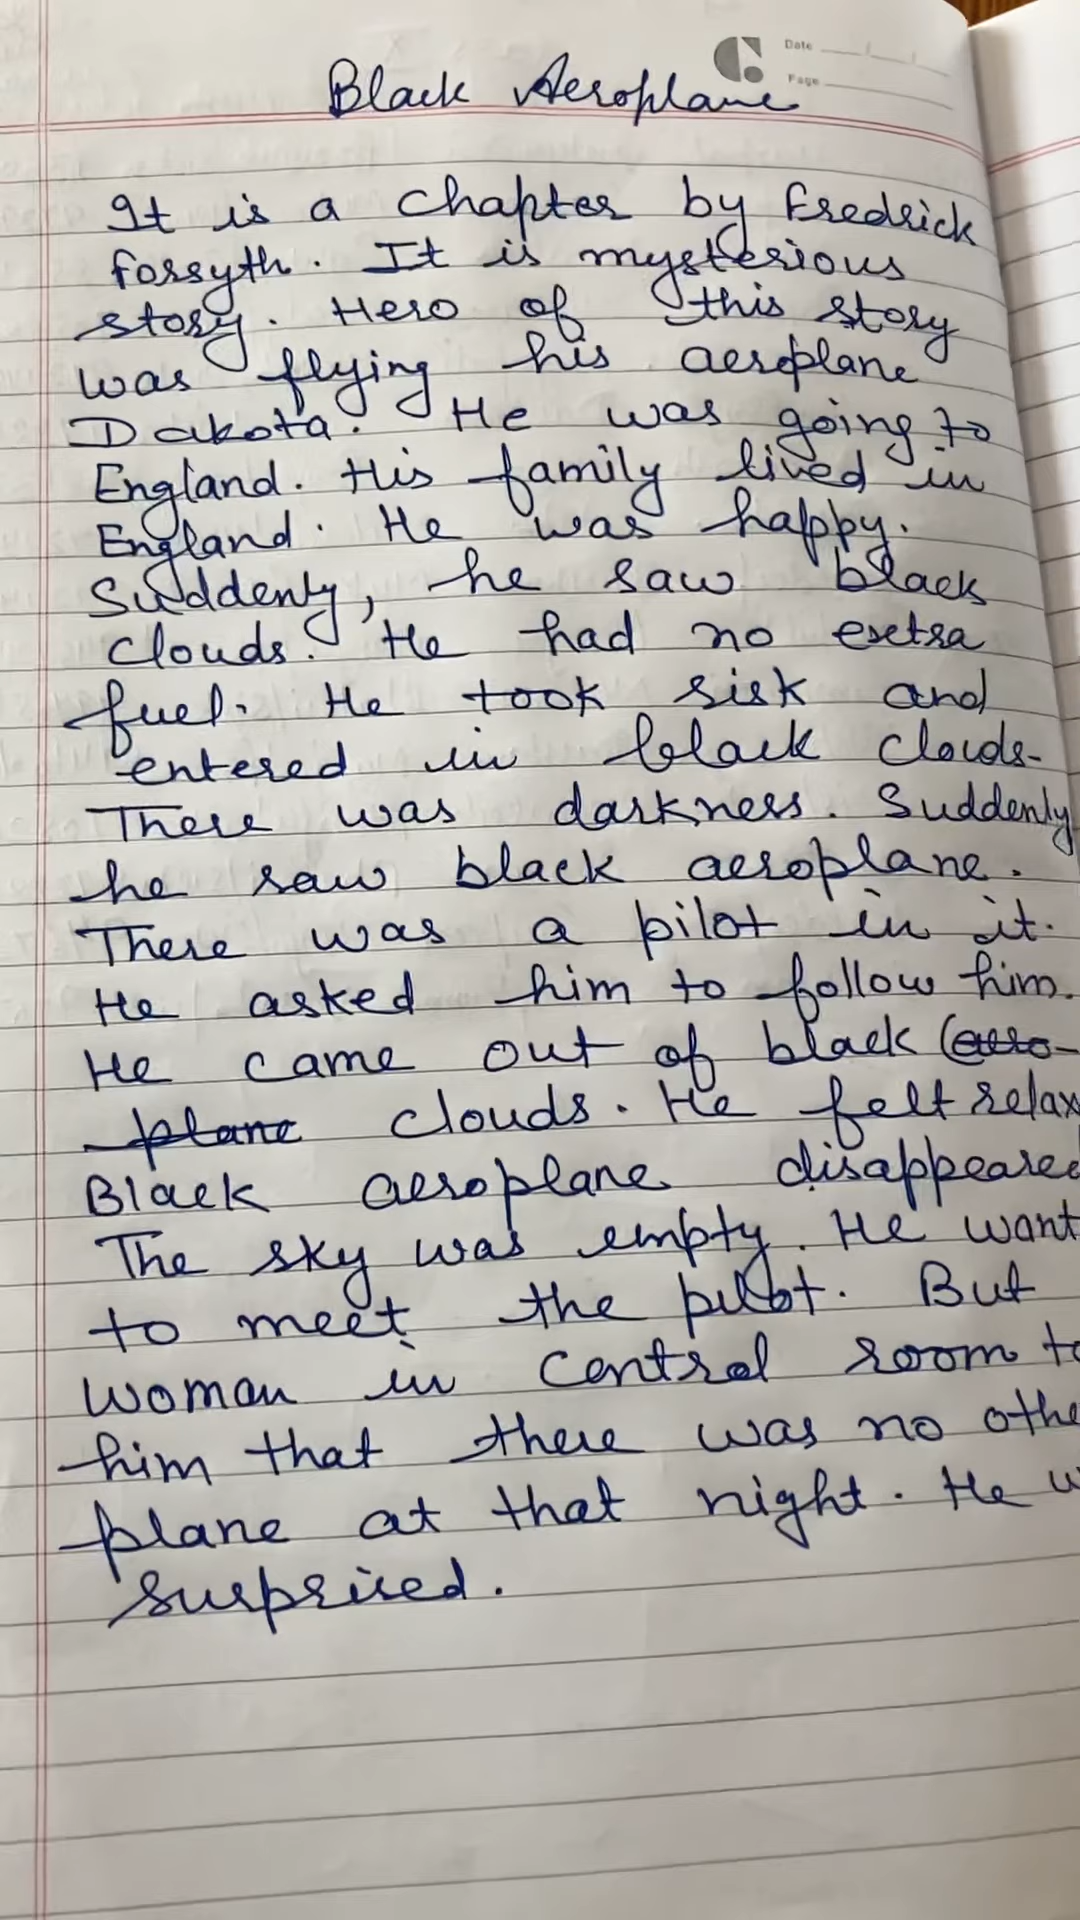 Date
Page
Black Aeroplane
It is a chapter by Fredrick
forsyth. It is mysterious
story. Hero of this story
was flying his aeroplane
Dakota. He was going to
England. His family lived in
England. He was happy.
Suddenly, he saw black
clouds. He had no extra
fuel. He took risk and
entered in black clouds.
There was darkness. Suddenly
he saw black aeroplane.
There was a pilot in it.
He asked him to follow him.
He came out of black (aero-
plane clouds. He felt relax
Black aeroplane disappeared
The sky was empty. He want
to meet the pilot. But
woman in control room to
him that there was no othe
plane at that night. He w
surprised.